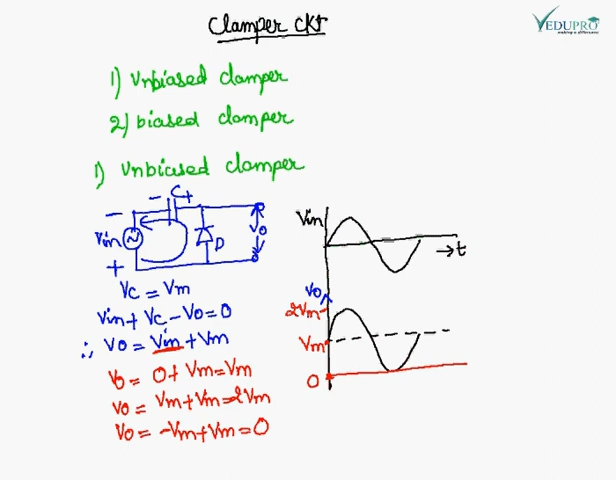 Clamper ckt
VEDUPRO
making a difference
1) Unbiased clamper
2) biased clamper
1) Unbiased clamper
- - C +
Vin D Vo
+
Vc = Vm
Vin + Vc - Vo = 0
∴ Vo = Vin + Vm
Vo = 0 + Vm = Vm
Vo = Vm + Vm = 2Vm
Vo = -Vm + Vm = 0
Vin
→ t
Vo
2Vm
Vm
0